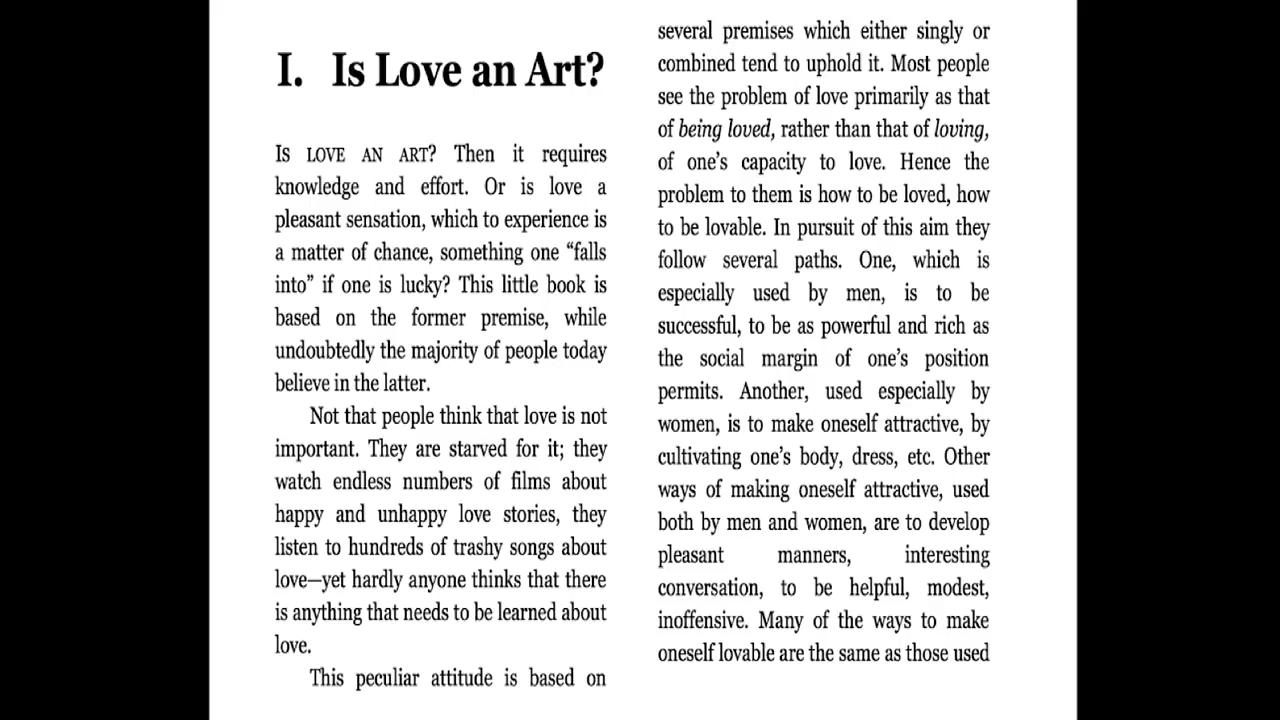 I. Is Love an Art?
Is LOVE AN ART? Then it requires
knowledge and effort. Or is love a
pleasant sensation, which to experience is
a matter of chance, something one “falls
into” if one is lucky? This little book is
based on the former premise, while
undoubtedly the majority of people today
believe in the latter.
Not that people think that love is not
important. They are starved for it; they
watch endless numbers of films about
happy and unhappy love stories, they
listen to hundreds of trashy songs about
love—yet hardly anyone thinks that there
is anything that needs to be learned about
love.
This peculiar attitude is based on
several premises which either singly or
combined tend to uphold it. Most people
see the problem of love primarily as that
of being loved, rather than that of loving,
of one’s capacity to love. Hence the
problem to them is how to be loved, how
to be lovable. In pursuit of this aim they
follow several paths. One, which is
especially used by men, is to be
successful, to be as powerful and rich as
the social margin of one’s position
permits. Another, used especially by
women, is to make oneself attractive, by
cultivating one’s body, dress, etc. Other
ways of making oneself attractive, used
both by men and women, are to develop
pleasant manners, interesting
conversation, to be helpful, modest,
inoffensive. Many of the ways to make
oneself lovable are the same as those used